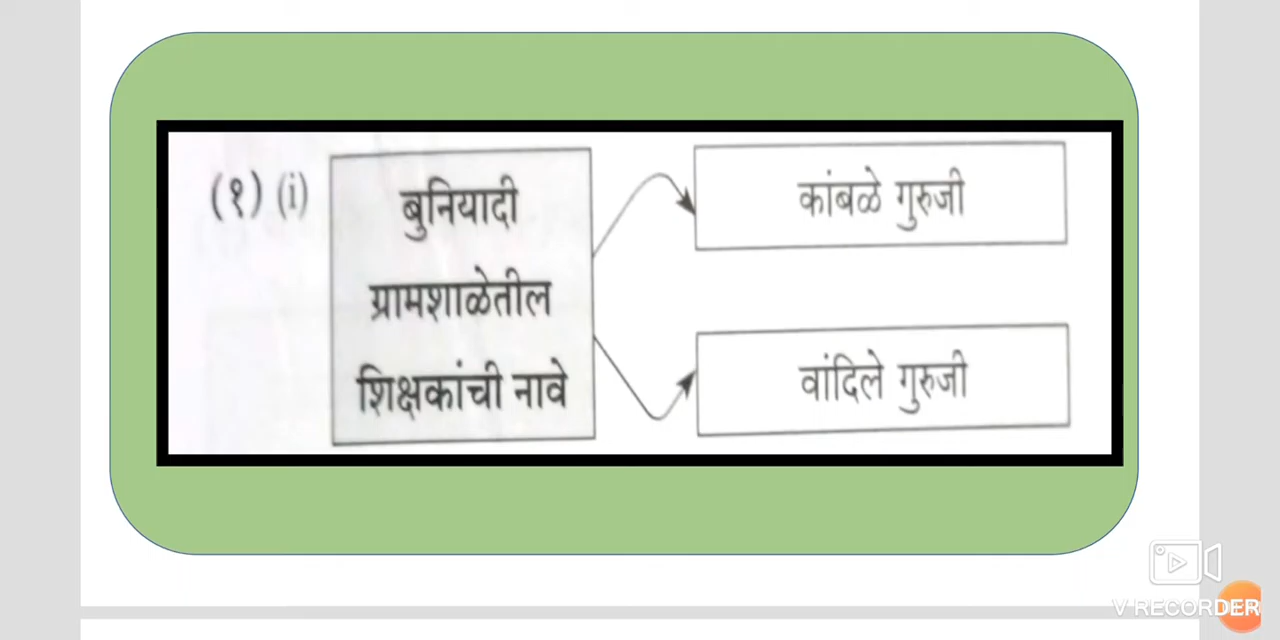 (१) (i)
बुनियादी
ग्रामशाळेतील
शिक्षकांची नावे
कांबळे गुरुजी
वांदिले गुरुजी
V RECORDER